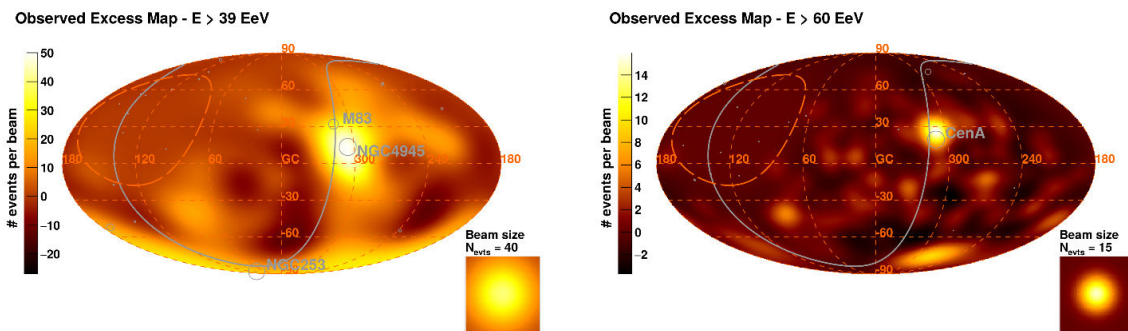 Observed Excess Map - E > 39 EeV
# events per beam
50
40
30
20
10
0
−10
−20
90
60
30
M83
NGC4945
180
120
60
GC
300
240
180
-30
-60
-90
NGC253
Beam size
Nevts = 40
Observed Excess Map - E > 60 EeV
# events per beam
14
12
10
8
6
4
2
0
−2
90
60
30
CenA
180
120
60
GC
300
240
180
-30
-60
-90
Beam size
Nevts = 15